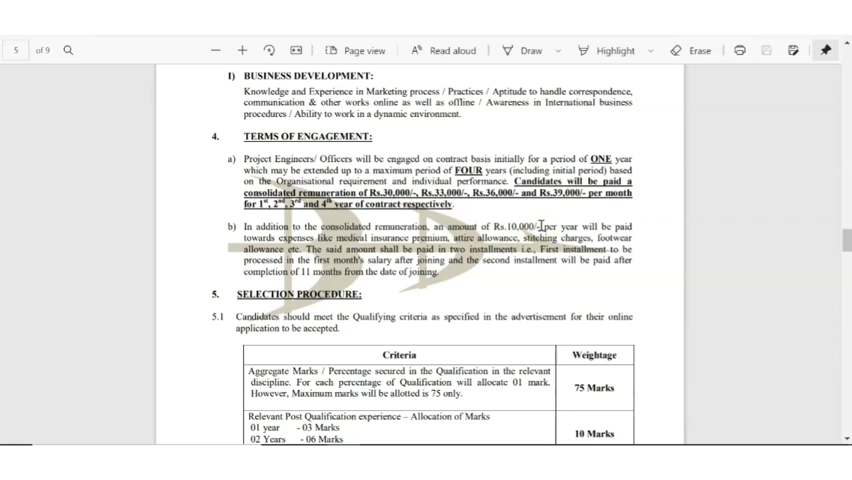 5 of 9
Page view
Read aloud
Draw
Highlight
Erase
I) BUSINESS DEVELOPMENT:
Knowledge and Experience in Marketing process / Practices / Aptitude to handle correspondence,
communication & other works online as well as offline / Awareness in International business
procedures / Ability to work in a dynamic environment.
4. TERMS OF ENGAGEMENT:
a) Project Engineers/ Officers will be engaged on contract basis initially for a period of ONE year
which may be extended up to a maximum period of FOUR years (including initial period) based
on the Organisational requirement and individual performance. Candidates will be paid a
consolidated remuneration of Rs.30,000/-, Rs.33,000/-, Rs.36,000/- and Rs.39,000/- per month
for 1st, 2nd, 3rd and 4th year of contract respectively.
b) In addition to the consolidated remuneration, an amount of Rs.10,000/- per year will be paid
towards expenses like medical insurance premium, attire allowance, stitching charges, footwear
allowance etc. The said amount shall be paid in two installments i.e., First installment to be
processed in the first month's salary after joining and the second installment will be paid after
completion of 11 months from the date of joining.
5. SELECTION PROCEDURE:
5.1 Candidates should meet the Qualifying criteria as specified in the advertisement for their online
application to be accepted.
Criteria Weightage
Aggregate Marks / Percentage secured in the Qualification in the relevant
discipline. For each percentage of Qualification will allocate 01 mark.
However, Maximum marks will be allotted is 75 only.
75 Marks
Relevant Post Qualification experience – Allocation of Marks
01 year - 03 Marks
02 Years - 06 Marks
10 Marks